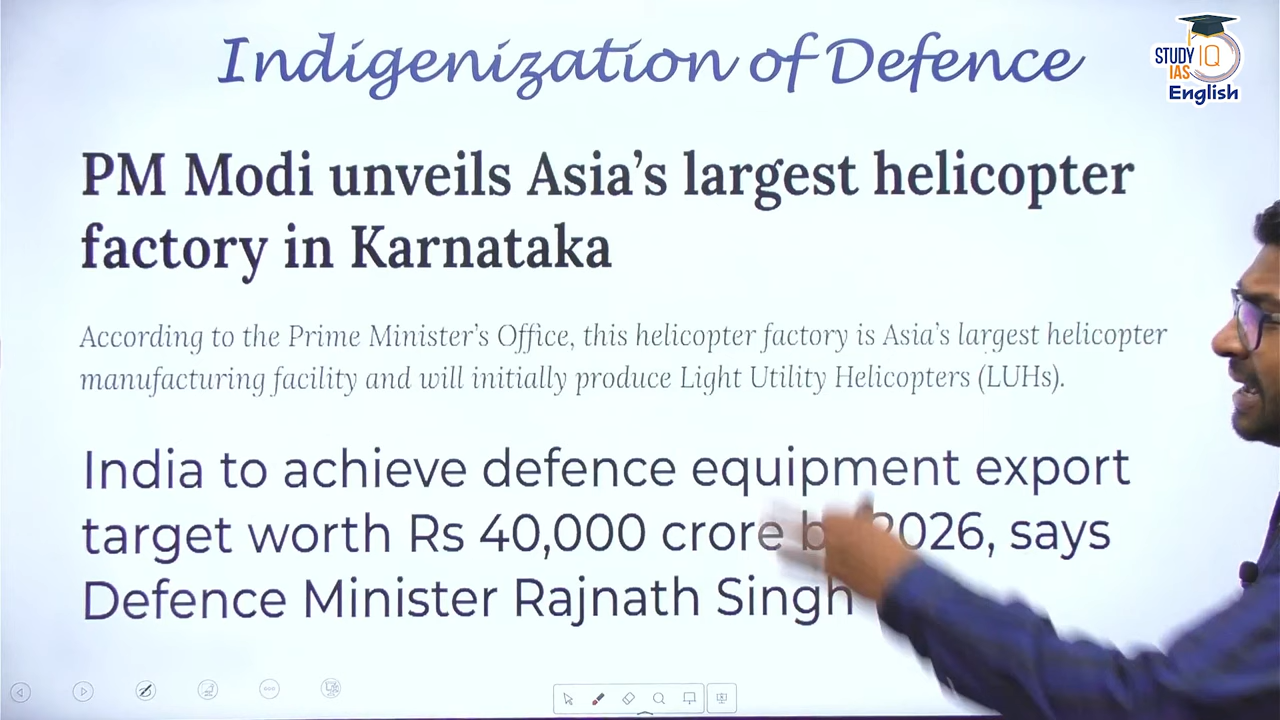 Indigenization of Defence
STUDY IQ
IAS
English
PM Modi unveils Asia's largest helicopter
factory in Karnataka
According to the Prime Minister's Office, this helicopter factory is Asia's largest helicopter
manufacturing facility and will initially produce Light Utility Helicopters (LUHs).
India to achieve defence equipment export
target worth Rs 40,000 crore 2026, says
Defence Minister Rajnath Singh